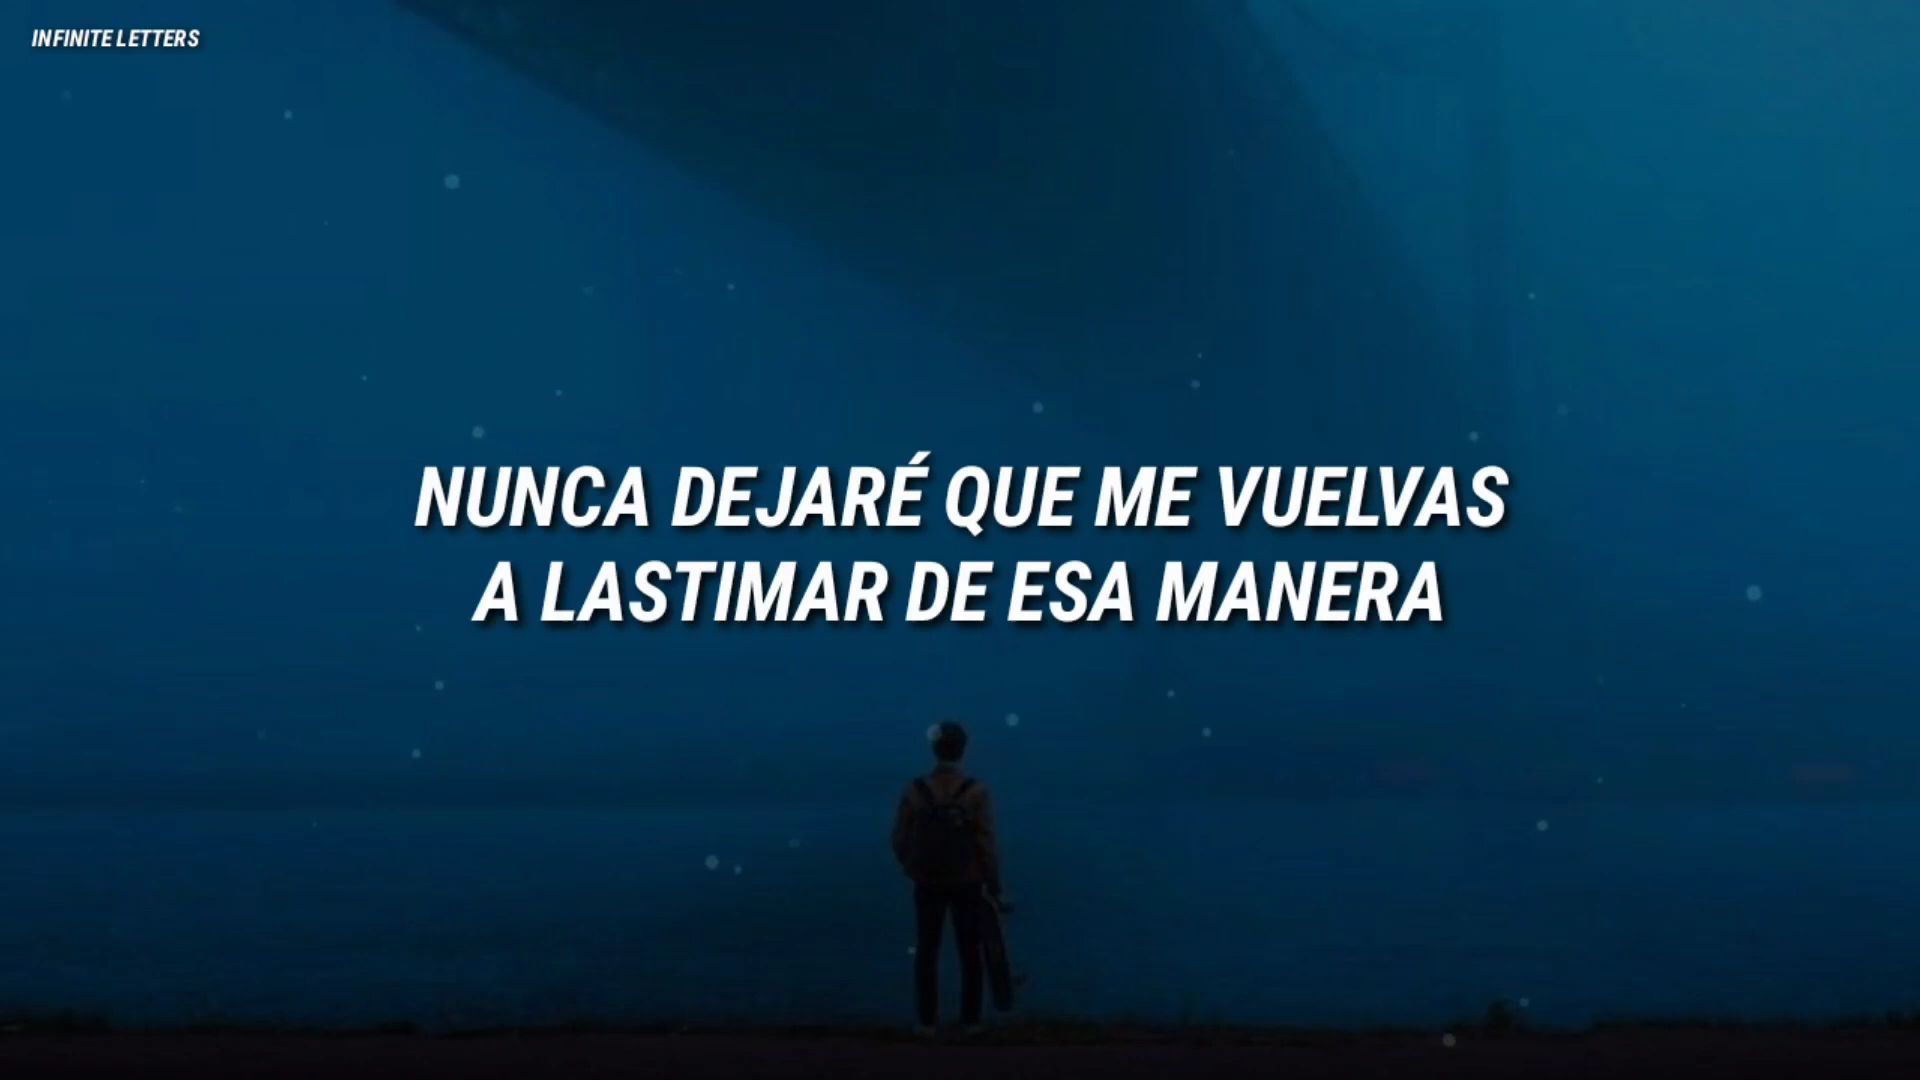 INFINITE LETTERS
NUNCA DEJARÉ QUE ME VUELVAS
A LASTIMAR DE ESA MANERA